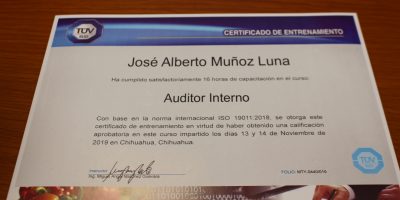 TÜV
CERTIFICADO DE ENTRENAMIENTO
José Alberto Muñoz Luna
Ha cumplido satisfactoriamente 16 horas de capacitación en el curso:
Auditor Interno
Con base en la norma internacional ISO 19011:2018, se otorga este
certificado de entrenamiento en virtud de haber obtenido una calificación
aprobatoria en este curso impartido los días 13 y 14 de Noviembre de
2019 en Chihuahua, Chihuahua.
TÜV